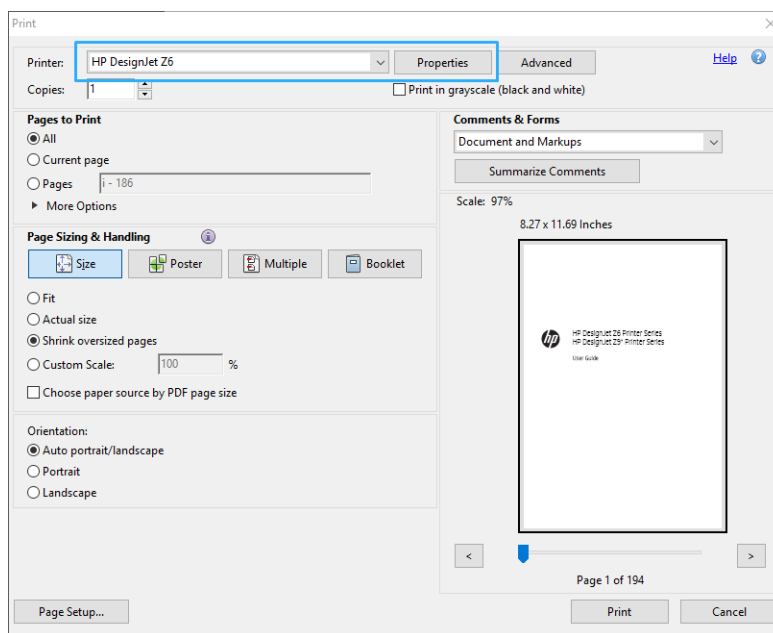 Print
Printer: HP DesignJet Z6 Properties Advanced Help ?
Copies: 1 Print in grayscale (black and white)
Pages to Print
All
Current page
Pages i - 186
More Options
Comments & Forms
Document and Markups
Summarize Comments
Page Sizing & Handling i
Size Poster Multiple Booklet
Fit
Actual size
Shrink oversized pages
Custom Scale: 100 %
Choose paper source by PDF page size
Orientation:
Auto portrait/landscape
Portrait
Landscape
Scale: 97%
8.27 x 11.69 Inches
hp
HP DesignJet Z6 Printer Series
HP DesignJet Z9⁺ Printer Series
User Guide
< >
Page 1 of 194
Page Setup... Print Cancel